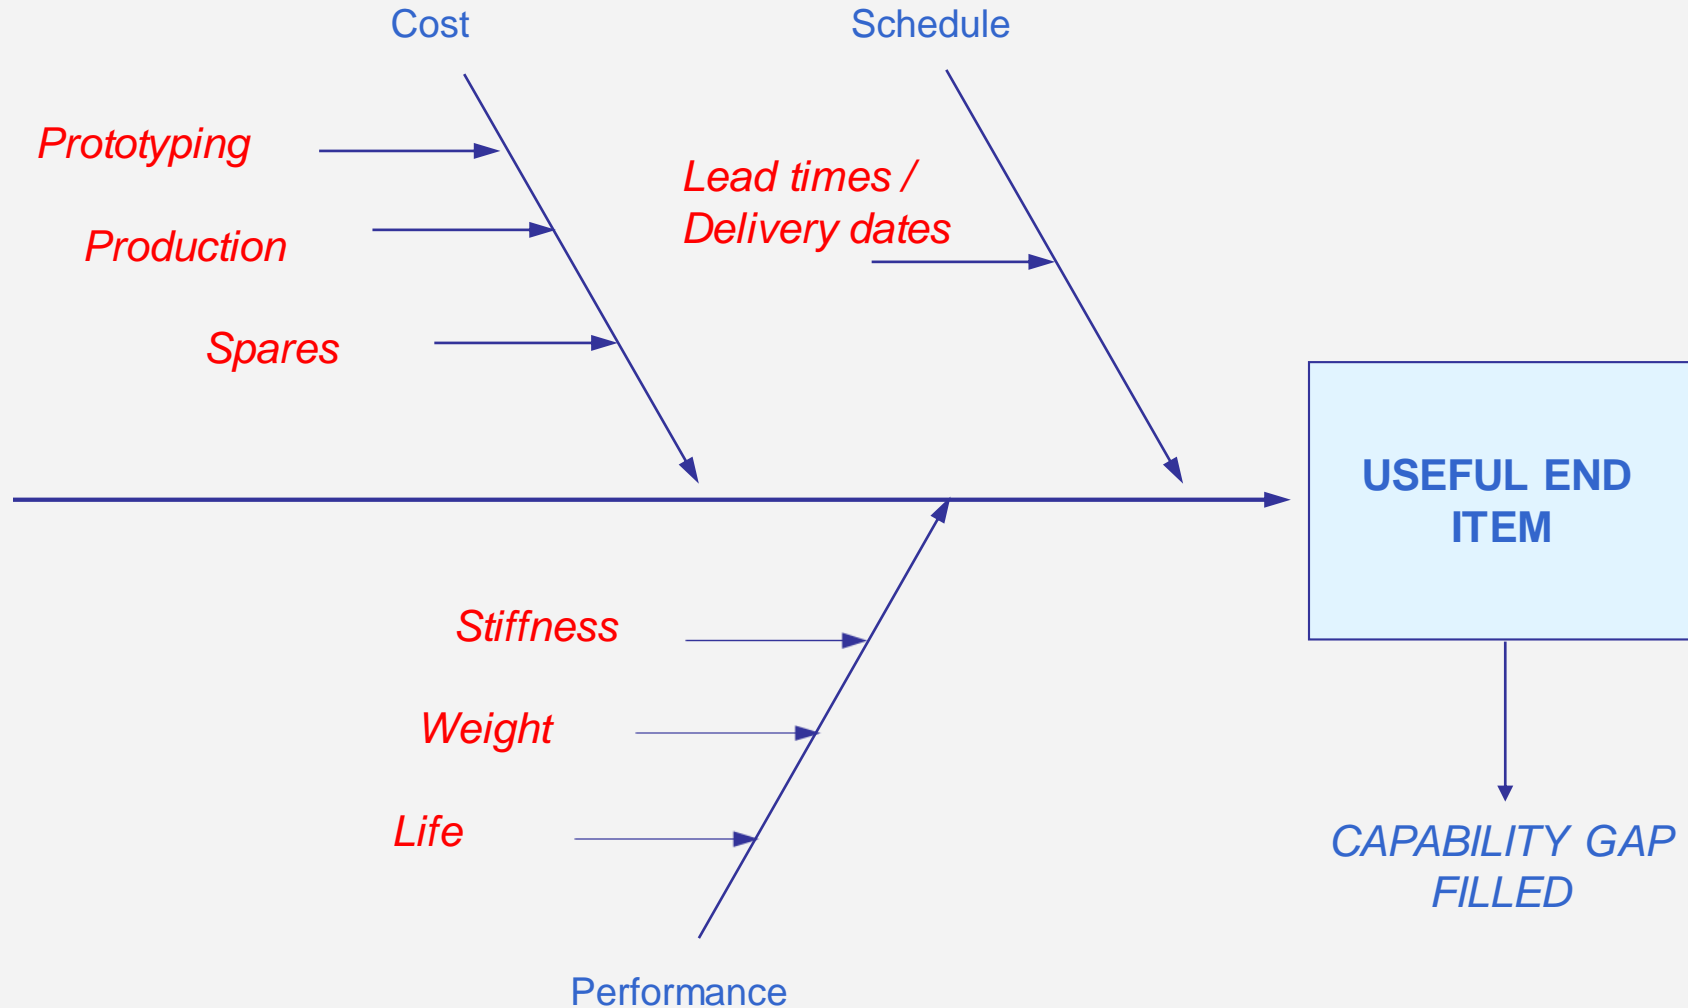 Cost
Schedule
Prototyping
Production
Spares
Lead times /
Delivery dates
USEFUL END
ITEM
Stiffness
Weight
Life
CAPABILITY GAP
FILLED
Performance